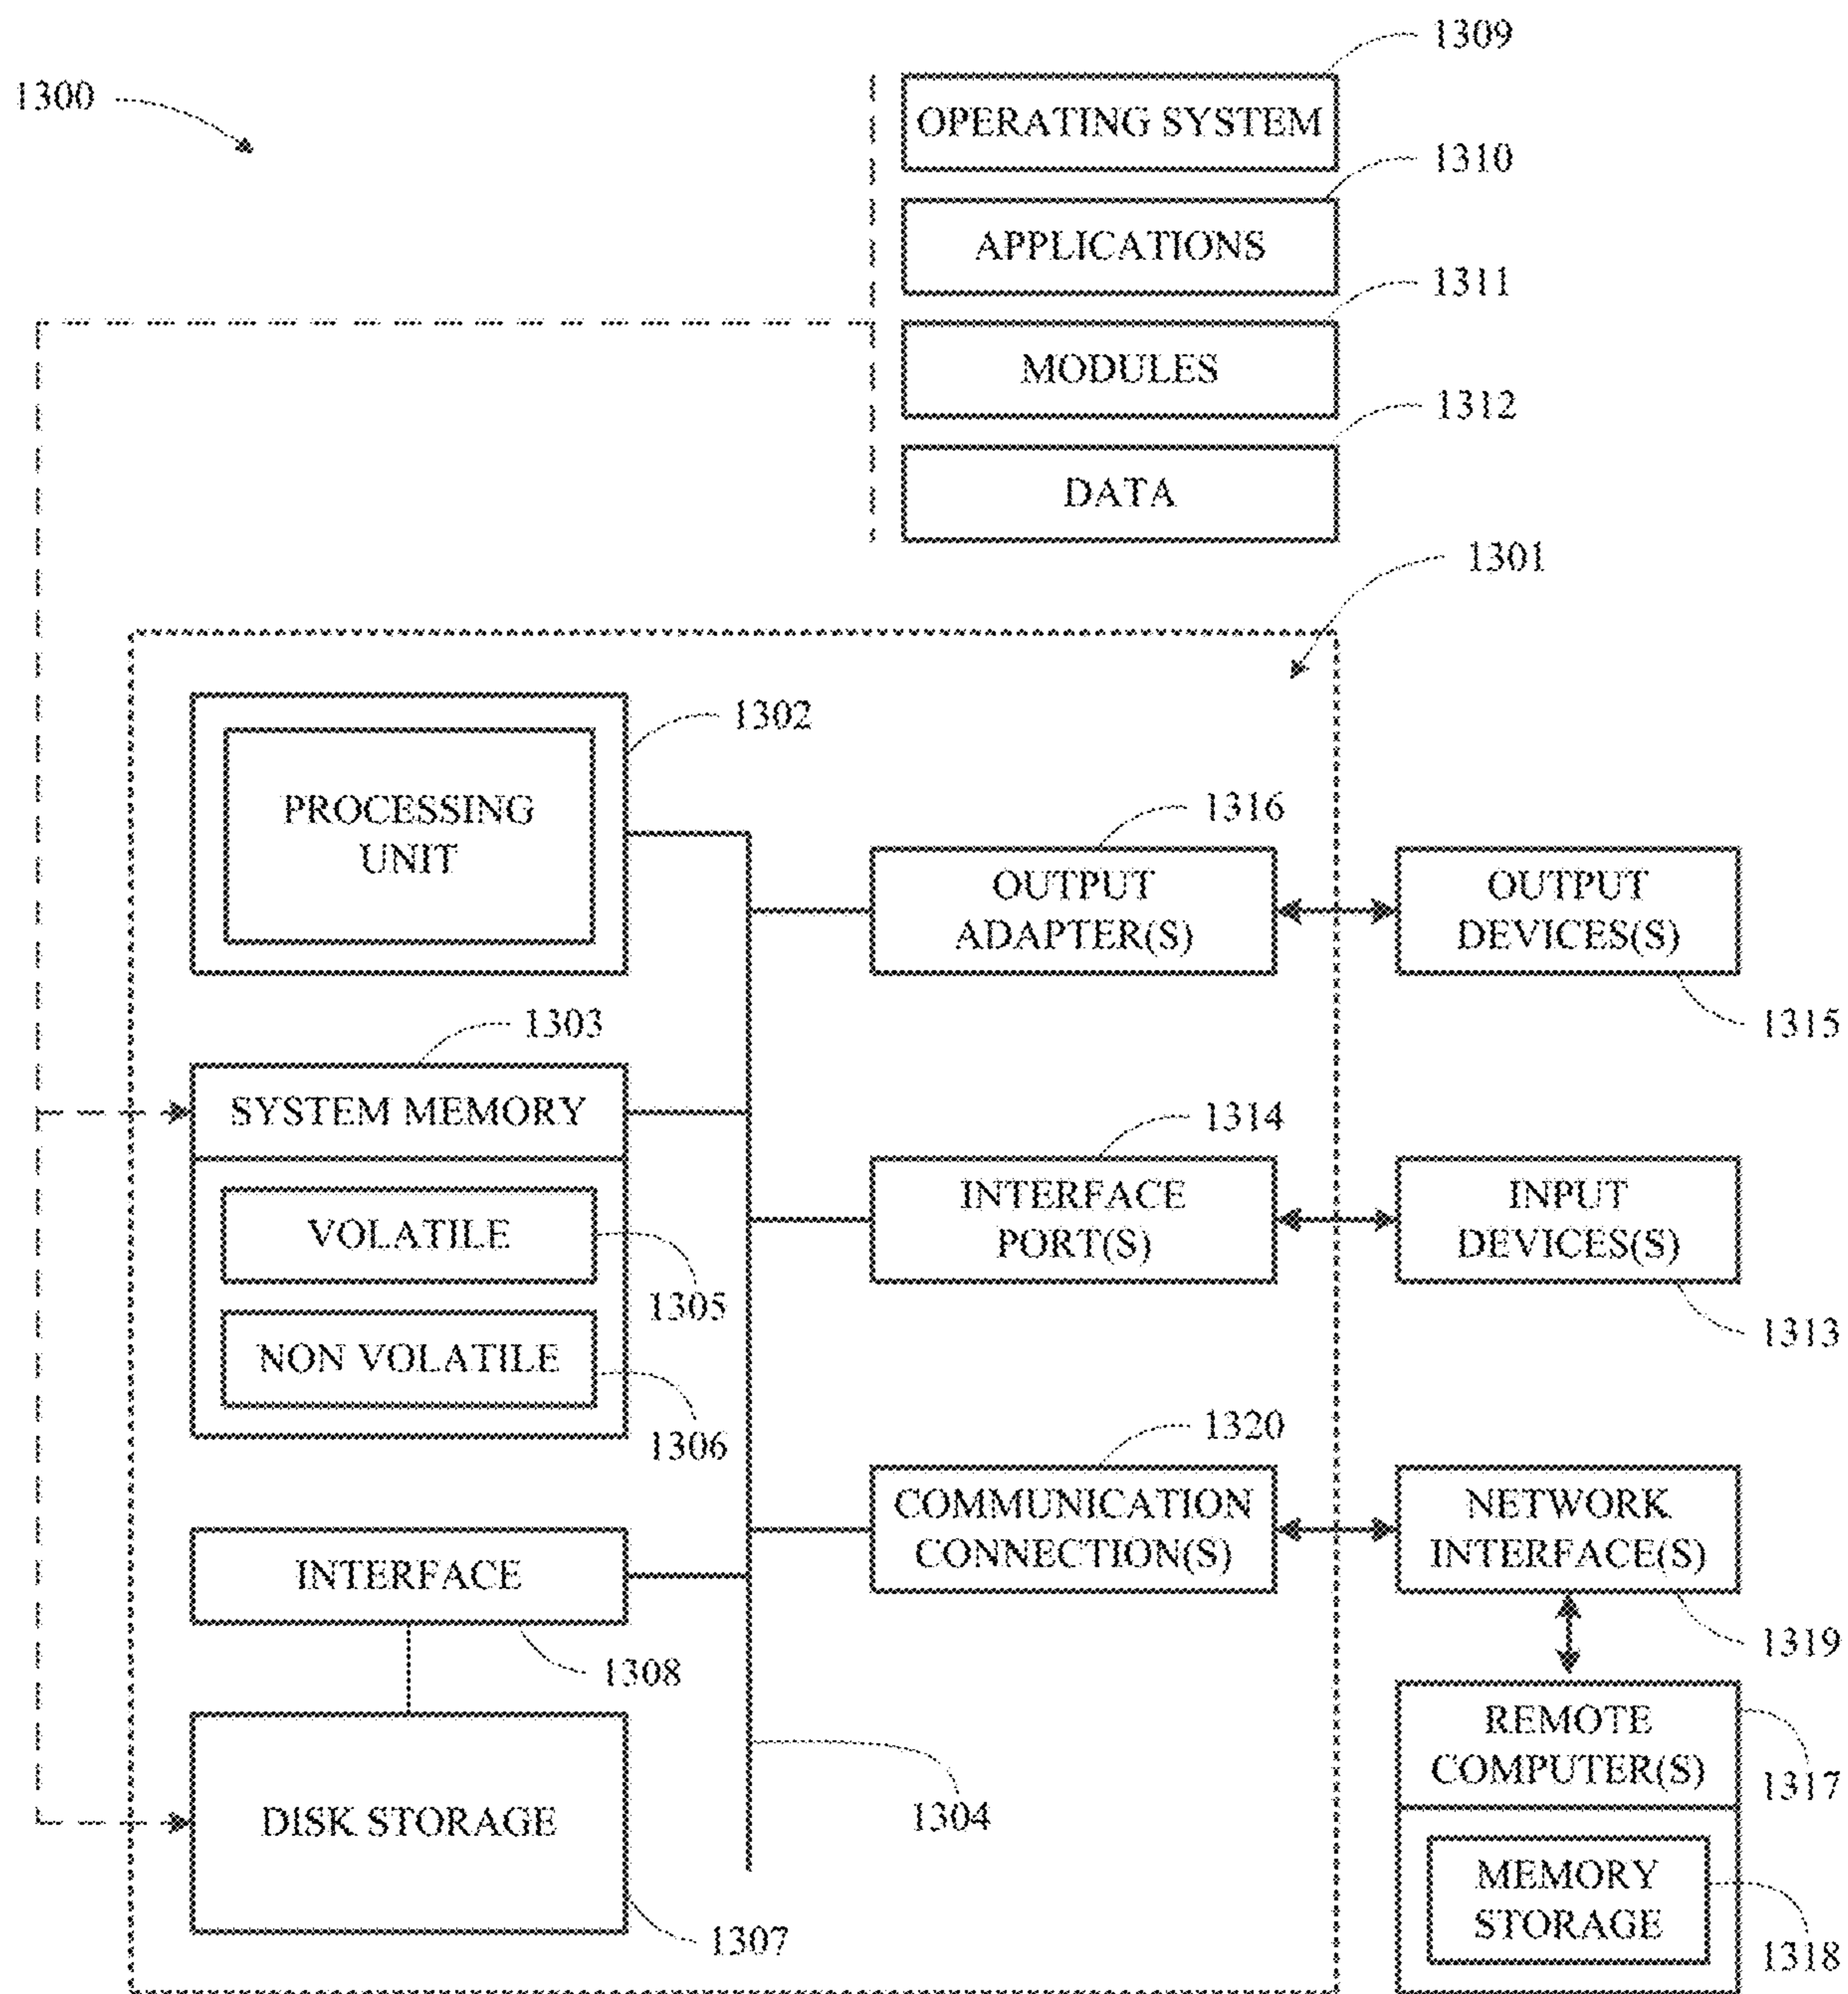 1309
1300
OPERATING SYSTEM
1310
APPLICATIONS
1311
MODULES
1312
DATA
1301
1302
PROCESSING
UNIT
1316
OUTPUT
ADAPTER(S)
OUTPUT
DEVICES(S)
1315
1303
SYSTEM MEMORY
VOLATILE
1305
NON VOLATILE
1306
1314
INTERFACE
PORT(S)
INPUT
DEVICES(S)
1313
1320
COMMUNICATION
CONNECTION(S)
NETWORK
INTERFACE(S)
1319
INTERFACE
1308
REMOTE
COMPUTER(S)
1317
DISK STORAGE
1304
1307
MEMORY
STORAGE
1318